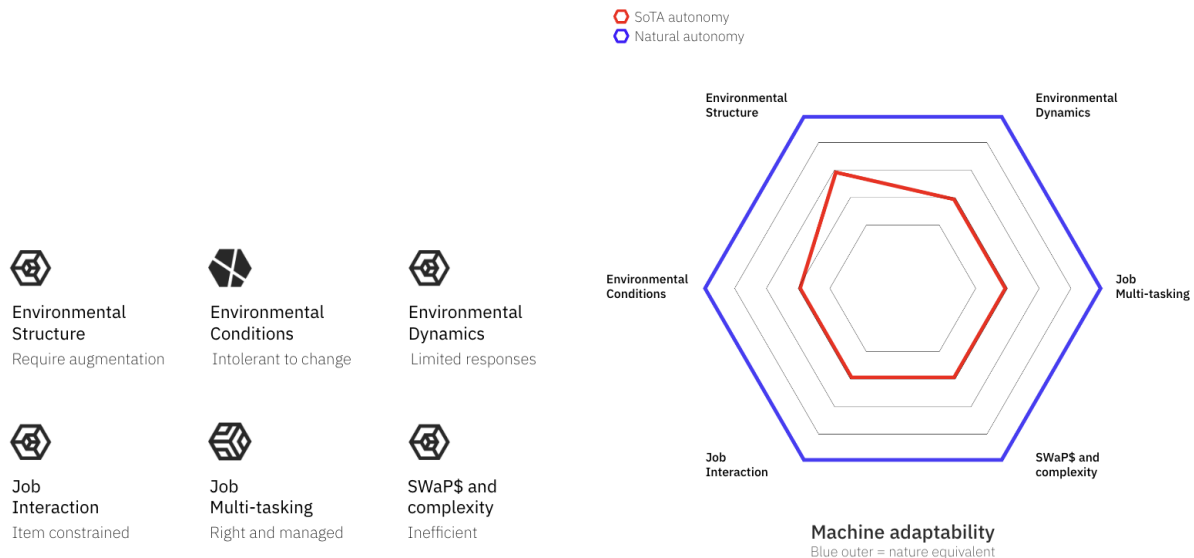 SoTA autonomy
Natural autonomy
Environmental
Structure
Require augmentation
Environmental
Conditions
Intolerant to change
Environmental
Dynamics
Limited responses
Job
Interaction
Item constrained
Job
Multi-tasking
Right and managed
SWaP$ and
complexity
Inefficient
Environmental
Structure
Environmental
Dynamics
Environmental
Conditions
Job
Multi-tasking
Job
Interaction
SWaP$ and
complexity
Machine adaptability
Blue outer = nature equivalent